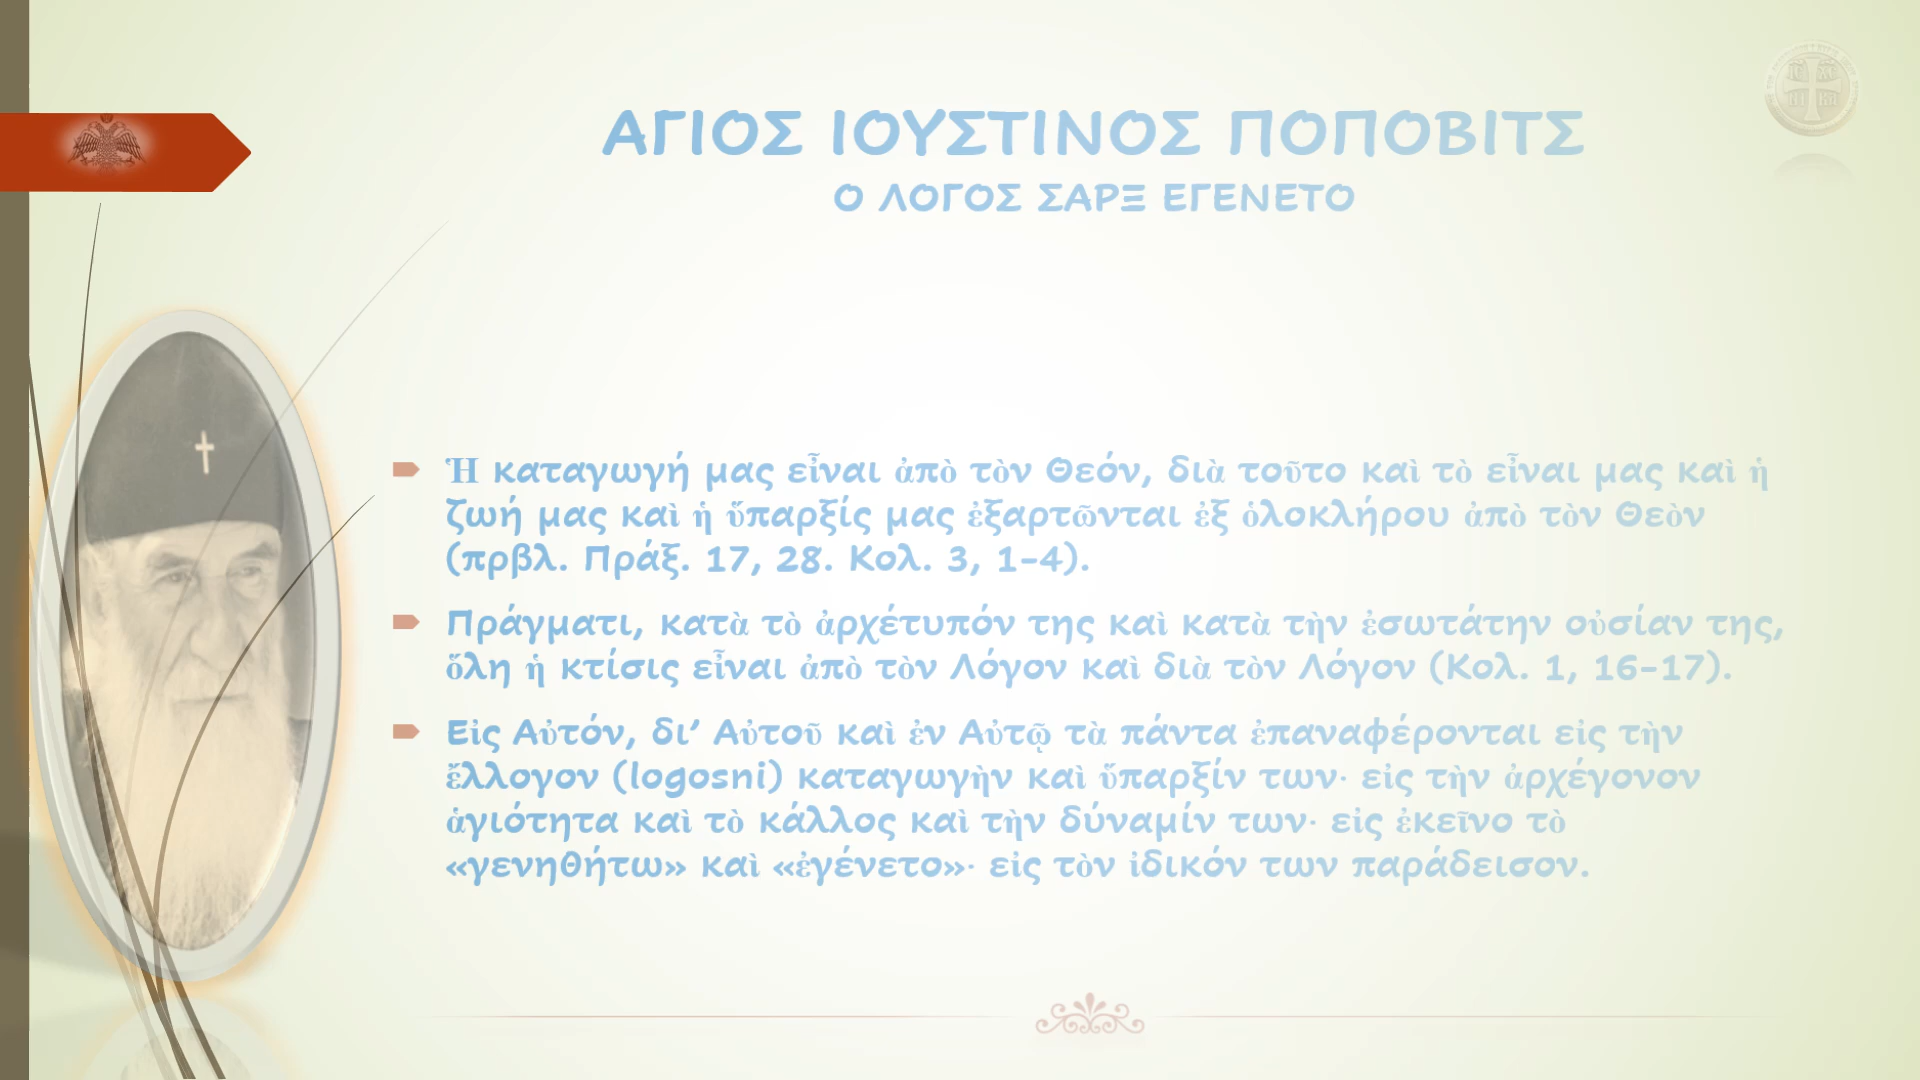 ΑΓΙΟΣ ΙΟΥΣΤΙΝΟΣ ΠΟΠΟΒΙΤΣ
Ο ΛΟΓΟΣ ΣΑΡΞ ΕΓΕΝΕΤΟ
Ἡ καταγωγή μας εἶναι ἀπὸ τὸν Θεόν, διὰ τοῦτο καὶ τὸ εἶναι μας καὶ ἡ
ζωή μας καὶ ἡ ὕπαρξίς μας ἐξαρτῶνται ἐξ ὁλοκλήρου ἀπὸ τὸν Θεὸν
(πρβλ. Πράξ. 17, 28. Κολ. 3, 1-4).
Πράγματι, κατὰ τὸ ἀρχέτυπόν της καὶ κατὰ τὴν ἐσωτάτην οὐσίαν της,
ὅλη ἡ κτίσις εἶναι ἀπὸ τὸν Λόγον καὶ διὰ τὸν Λόγον (Κολ. 1, 16-17).
Εἰς Αὐτόν, δι’ Αὐτοῦ καὶ ἐν Αὐτῷ τὰ πάντα ἐπαναφέρονται εἰς τὴν
ἔλλογον (logosni) καταγωγὴν καὶ ὕπαρξίν των· εἰς τὴν ἀρχέγονον
ἁγιότητα καὶ τὸ κάλλος καὶ τὴν δύναμίν των· εἰς ἐκεῖνο τὸ
«γενηθήτω» καὶ «ἐγένετο»· εἰς τὸν ἰδικόν των παράδεισον.